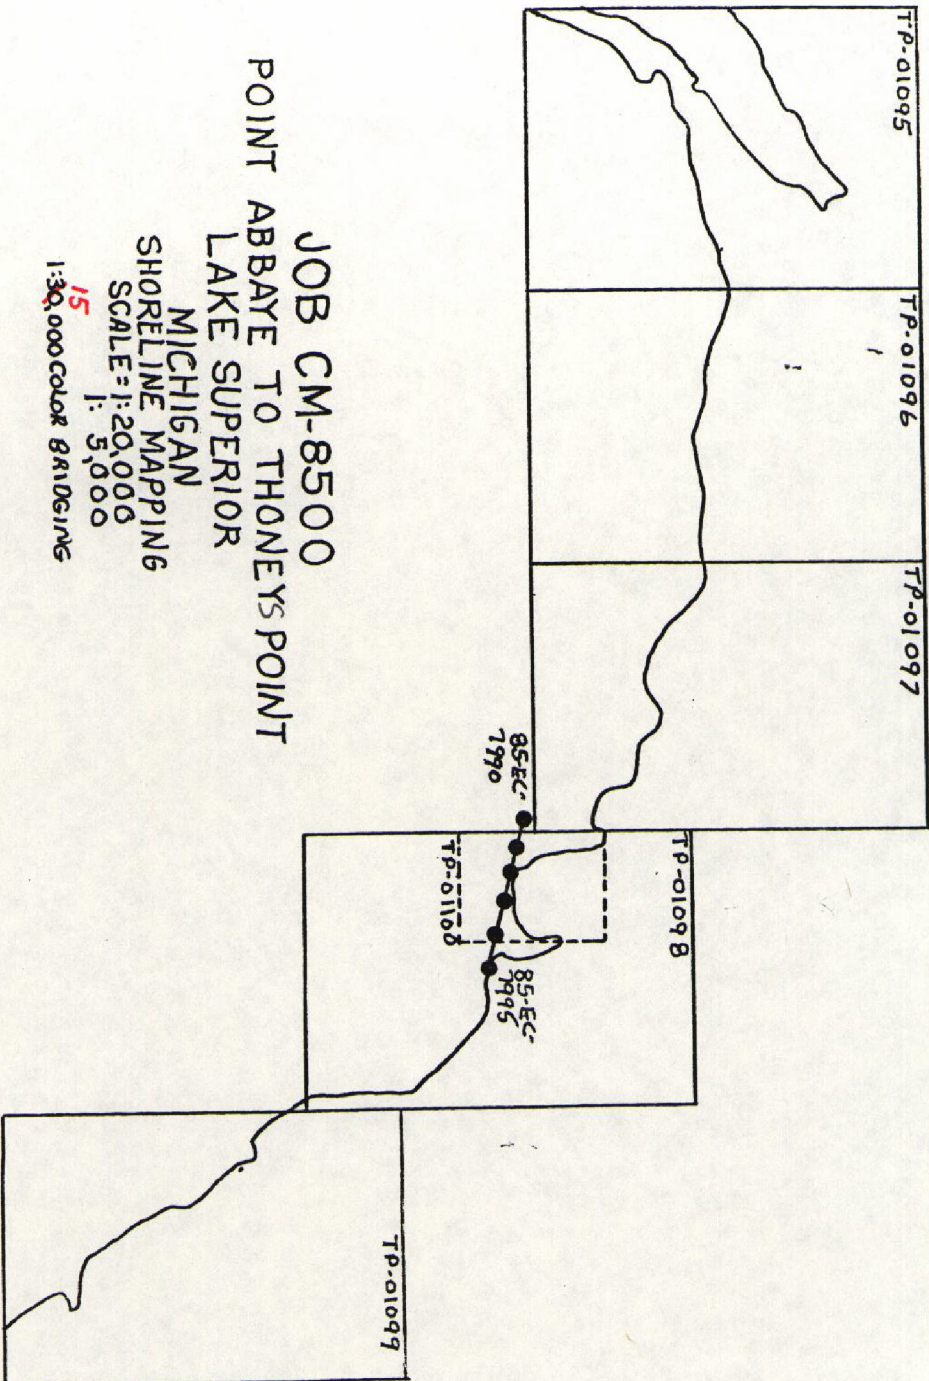 TP-01095
TP-01096
TP-01097
TP-01098
TP-01099
85-EC-
7990
TP-01100
85-EC-
7995
JOB CM-8500
POINT ABBAYE TO THONEYS POINT
LAKE SUPERIOR
MICHIGAN
SHORELINE MAPPING
SCALE=1:20,000
1: 5,000
15
1:30,000 COLOR BRIDGING